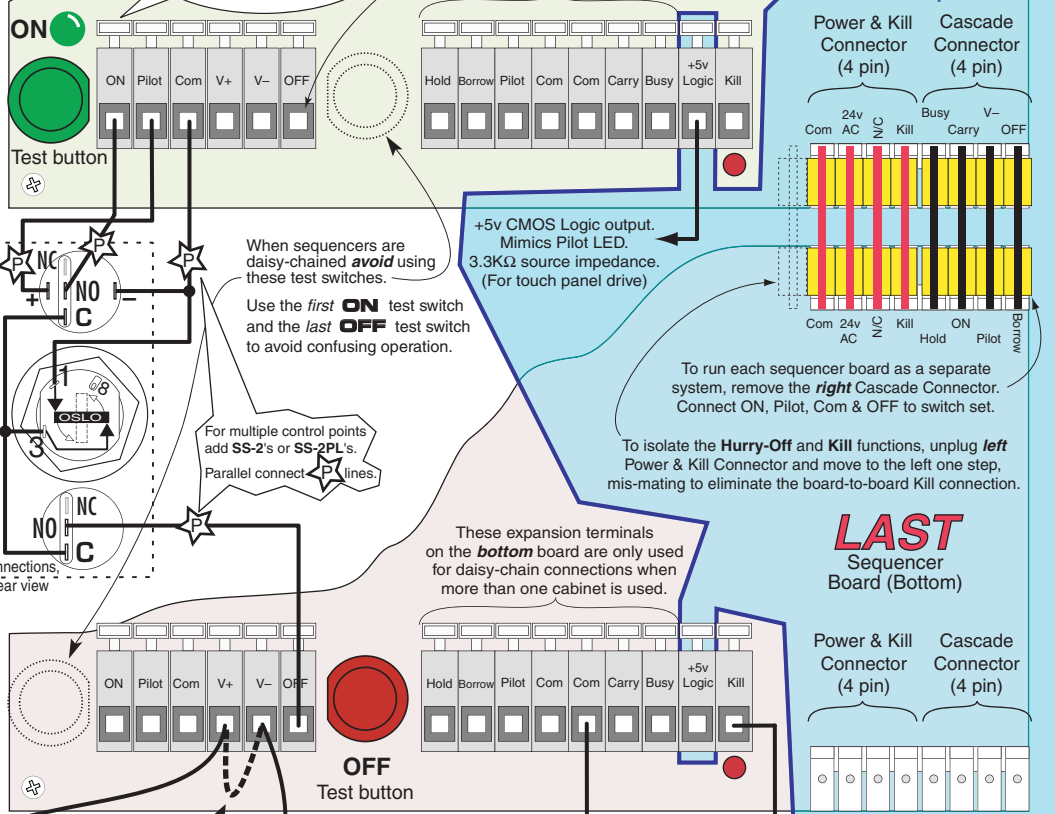 ON
ON Pilot Com V+ V– OFF
Test button
Hold Borrow Pilot Com Com Carry Busy +5v Logic Kill
Power & Kill
Connector
(4 pin)
Cascade
Connector
(4 pin)
Com 24v AC N/C Kill Busy Carry V– OFF
Com 24v AC N/C Kill Hold ON Pilot Borrow
P
P
P
NC
NO
+
–
C
When sequencers are
daisy-chained avoid using
these test switches.
Use the first ON test switch
and the last OFF test switch
to avoid confusing operation.
+5v CMOS Logic output.
Mimics Pilot LED.
3.3KΩ source impedance.
(For touch panel drive)
To run each sequencer board as a separate
system, remove the right Cascade Connector.
Connect ON, Pilot, Com & OFF to switch set.
To isolate the Hurry-Off and Kill functions, unplug left
Power & Kill Connector and move to the left one step,
mis-mating to eliminate the board-to-board Kill connection.
1
8
OSLO
3
For multiple control points
add SS-2's or SS-2PL's.
Parallel connect P lines.
NC
NO
C
P
nnections,
ear view
These expansion terminals
on the bottom board are only used
for daisy-chain connections when
more than one cabinet is used.
LAST
Sequencer
Board (Bottom)
ON Pilot Com V+ V– OFF
OFF
Test button
Hold Borrow Pilot Com Com Carry Busy +5v Logic Kill
Power & Kill
Connector
(4 pin)
Cascade
Connector
(4 pin)